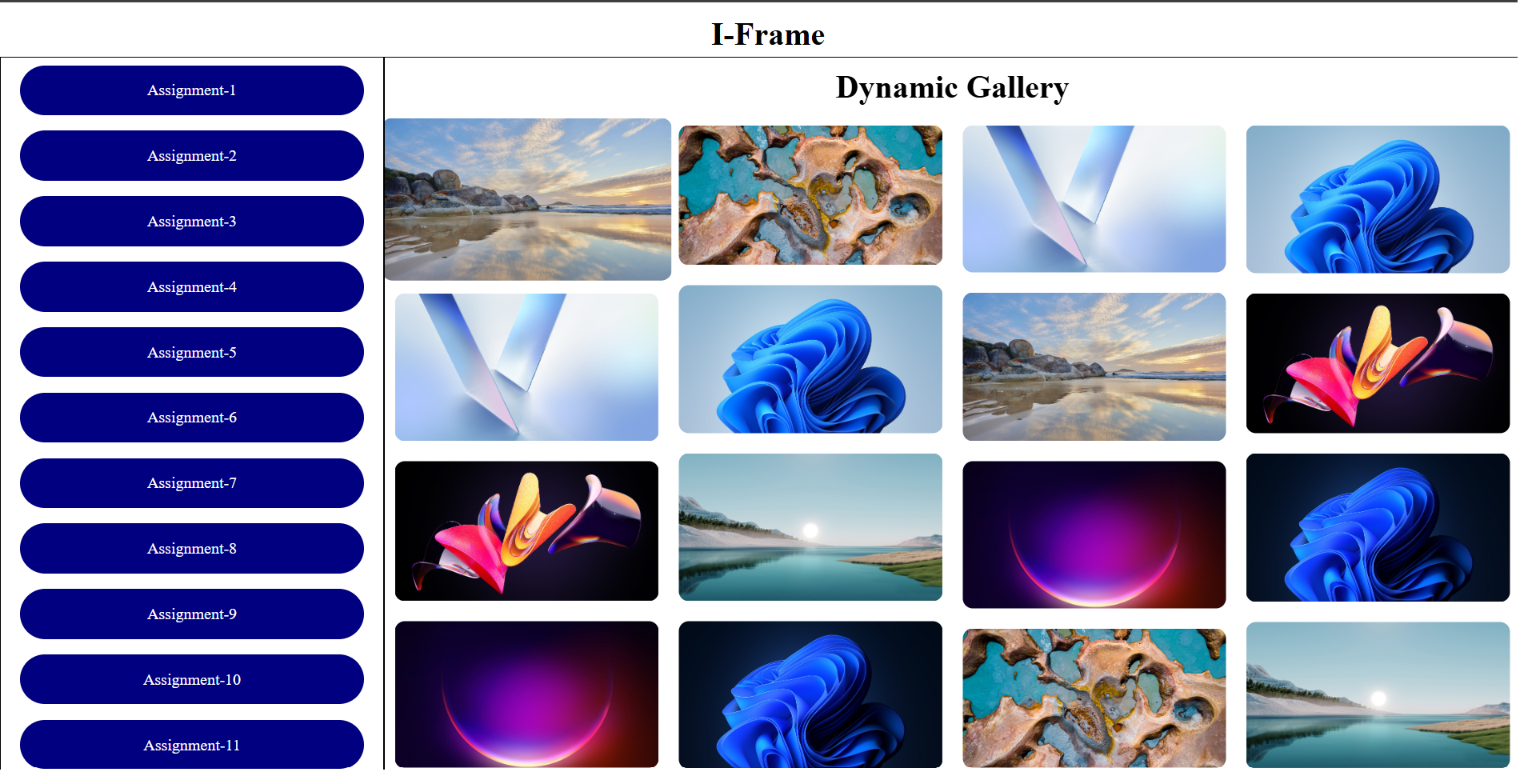 I-Frame
Assignment-1
Assignment-2
Assignment-3
Assignment-4
Assignment-5
Assignment-6
Assignment-7
Assignment-8
Assignment-9
Assignment-10
Assignment-11
Dynamic Gallery